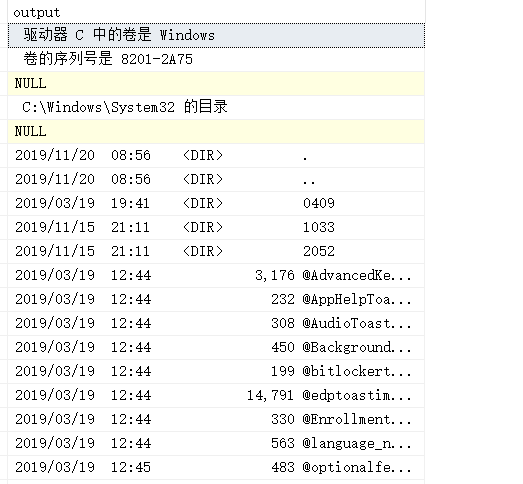 output
驱动器 C 中的卷是 Windows
卷的序列号是 8201-2A75
NULL
C:\Windows\System32 的目录
NULL
2019/11/20  08:56    <DIR>          .
2019/11/20  08:56    <DIR>          ..
2019/03/19  19:41    <DIR>          0409
2019/11/15  21:11    <DIR>          1033
2019/11/15  21:11    <DIR>          2052
2019/03/19  12:44             3,176 @AdvancedKe...
2019/03/19  12:44               232 @AppHelpToa...
2019/03/19  12:44               308 @AudioToast...
2019/03/19  12:44               450 @Background...
2019/03/19  12:44               199 @bitlockert...
2019/03/19  12:44            14,791 @edptoastim...
2019/03/19  12:44               330 @Enrollment...
2019/03/19  12:44               563 @language_n...
2019/03/19  12:45               483 @optionalfe...